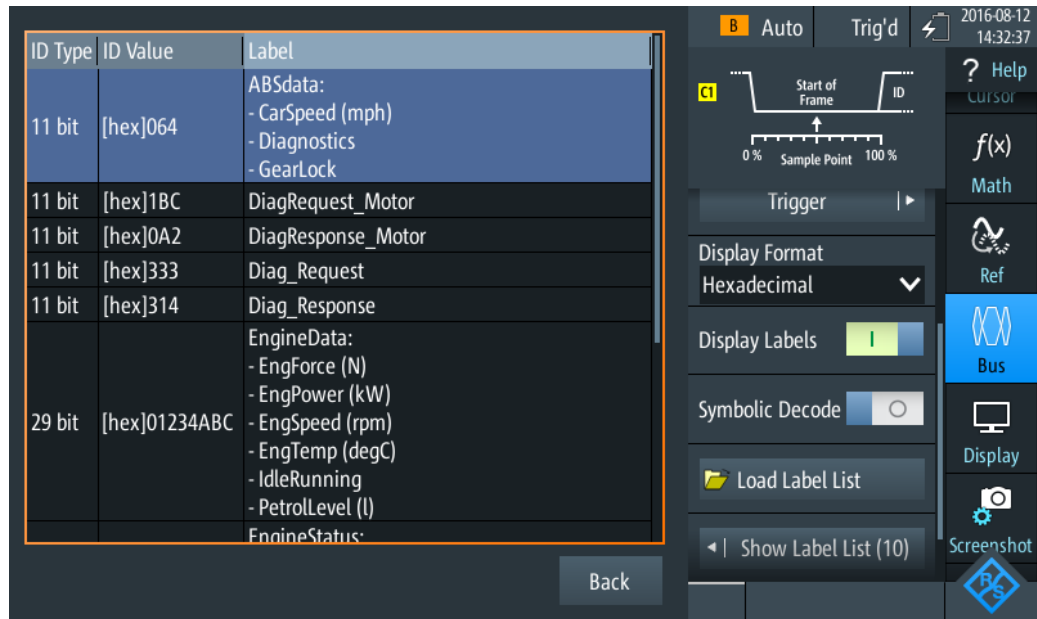 B Auto Trig'd 2016-08-12
14:32:37
ID Type ID Value Label
11 bit [hex]064 ABSdata:
- CarSpeed (mph)
- Diagnostics
- GearLock
11 bit [hex]1BC DiagRequest_Motor
11 bit [hex]0A2 DiagResponse_Motor
11 bit [hex]333 Diag_Request
11 bit [hex]314 Diag_Response
29 bit [hex]01234ABC EngineData:
- EngForce (N)
- EngPower (kW)
- EngSpeed (rpm)
- EngTemp (degC)
- IdleRunning
- PetrolLevel (l)
EngineStatus:
Back
C1 Start of
Frame
ID
0 % Sample Point 100 %
Trigger
Display Format
Hexadecimal
Display Labels I
Symbolic Decode O
Load Label List
Show Label List (10)
? Help
Cursor
f(x)
Math
Ref
Bus
Display
Screenshot
R S